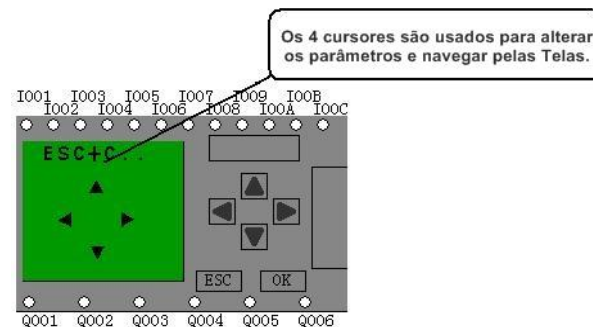 Os 4 cursores são usados para alterar
os parâmetros e navegar pelas Telas.
I001 I003 I005 I007 I009 I00B
I002 I004 I006 I008 I00A I00C
ESC+C..
ESC OK
Q001 Q002 Q003 Q004 Q005 Q006